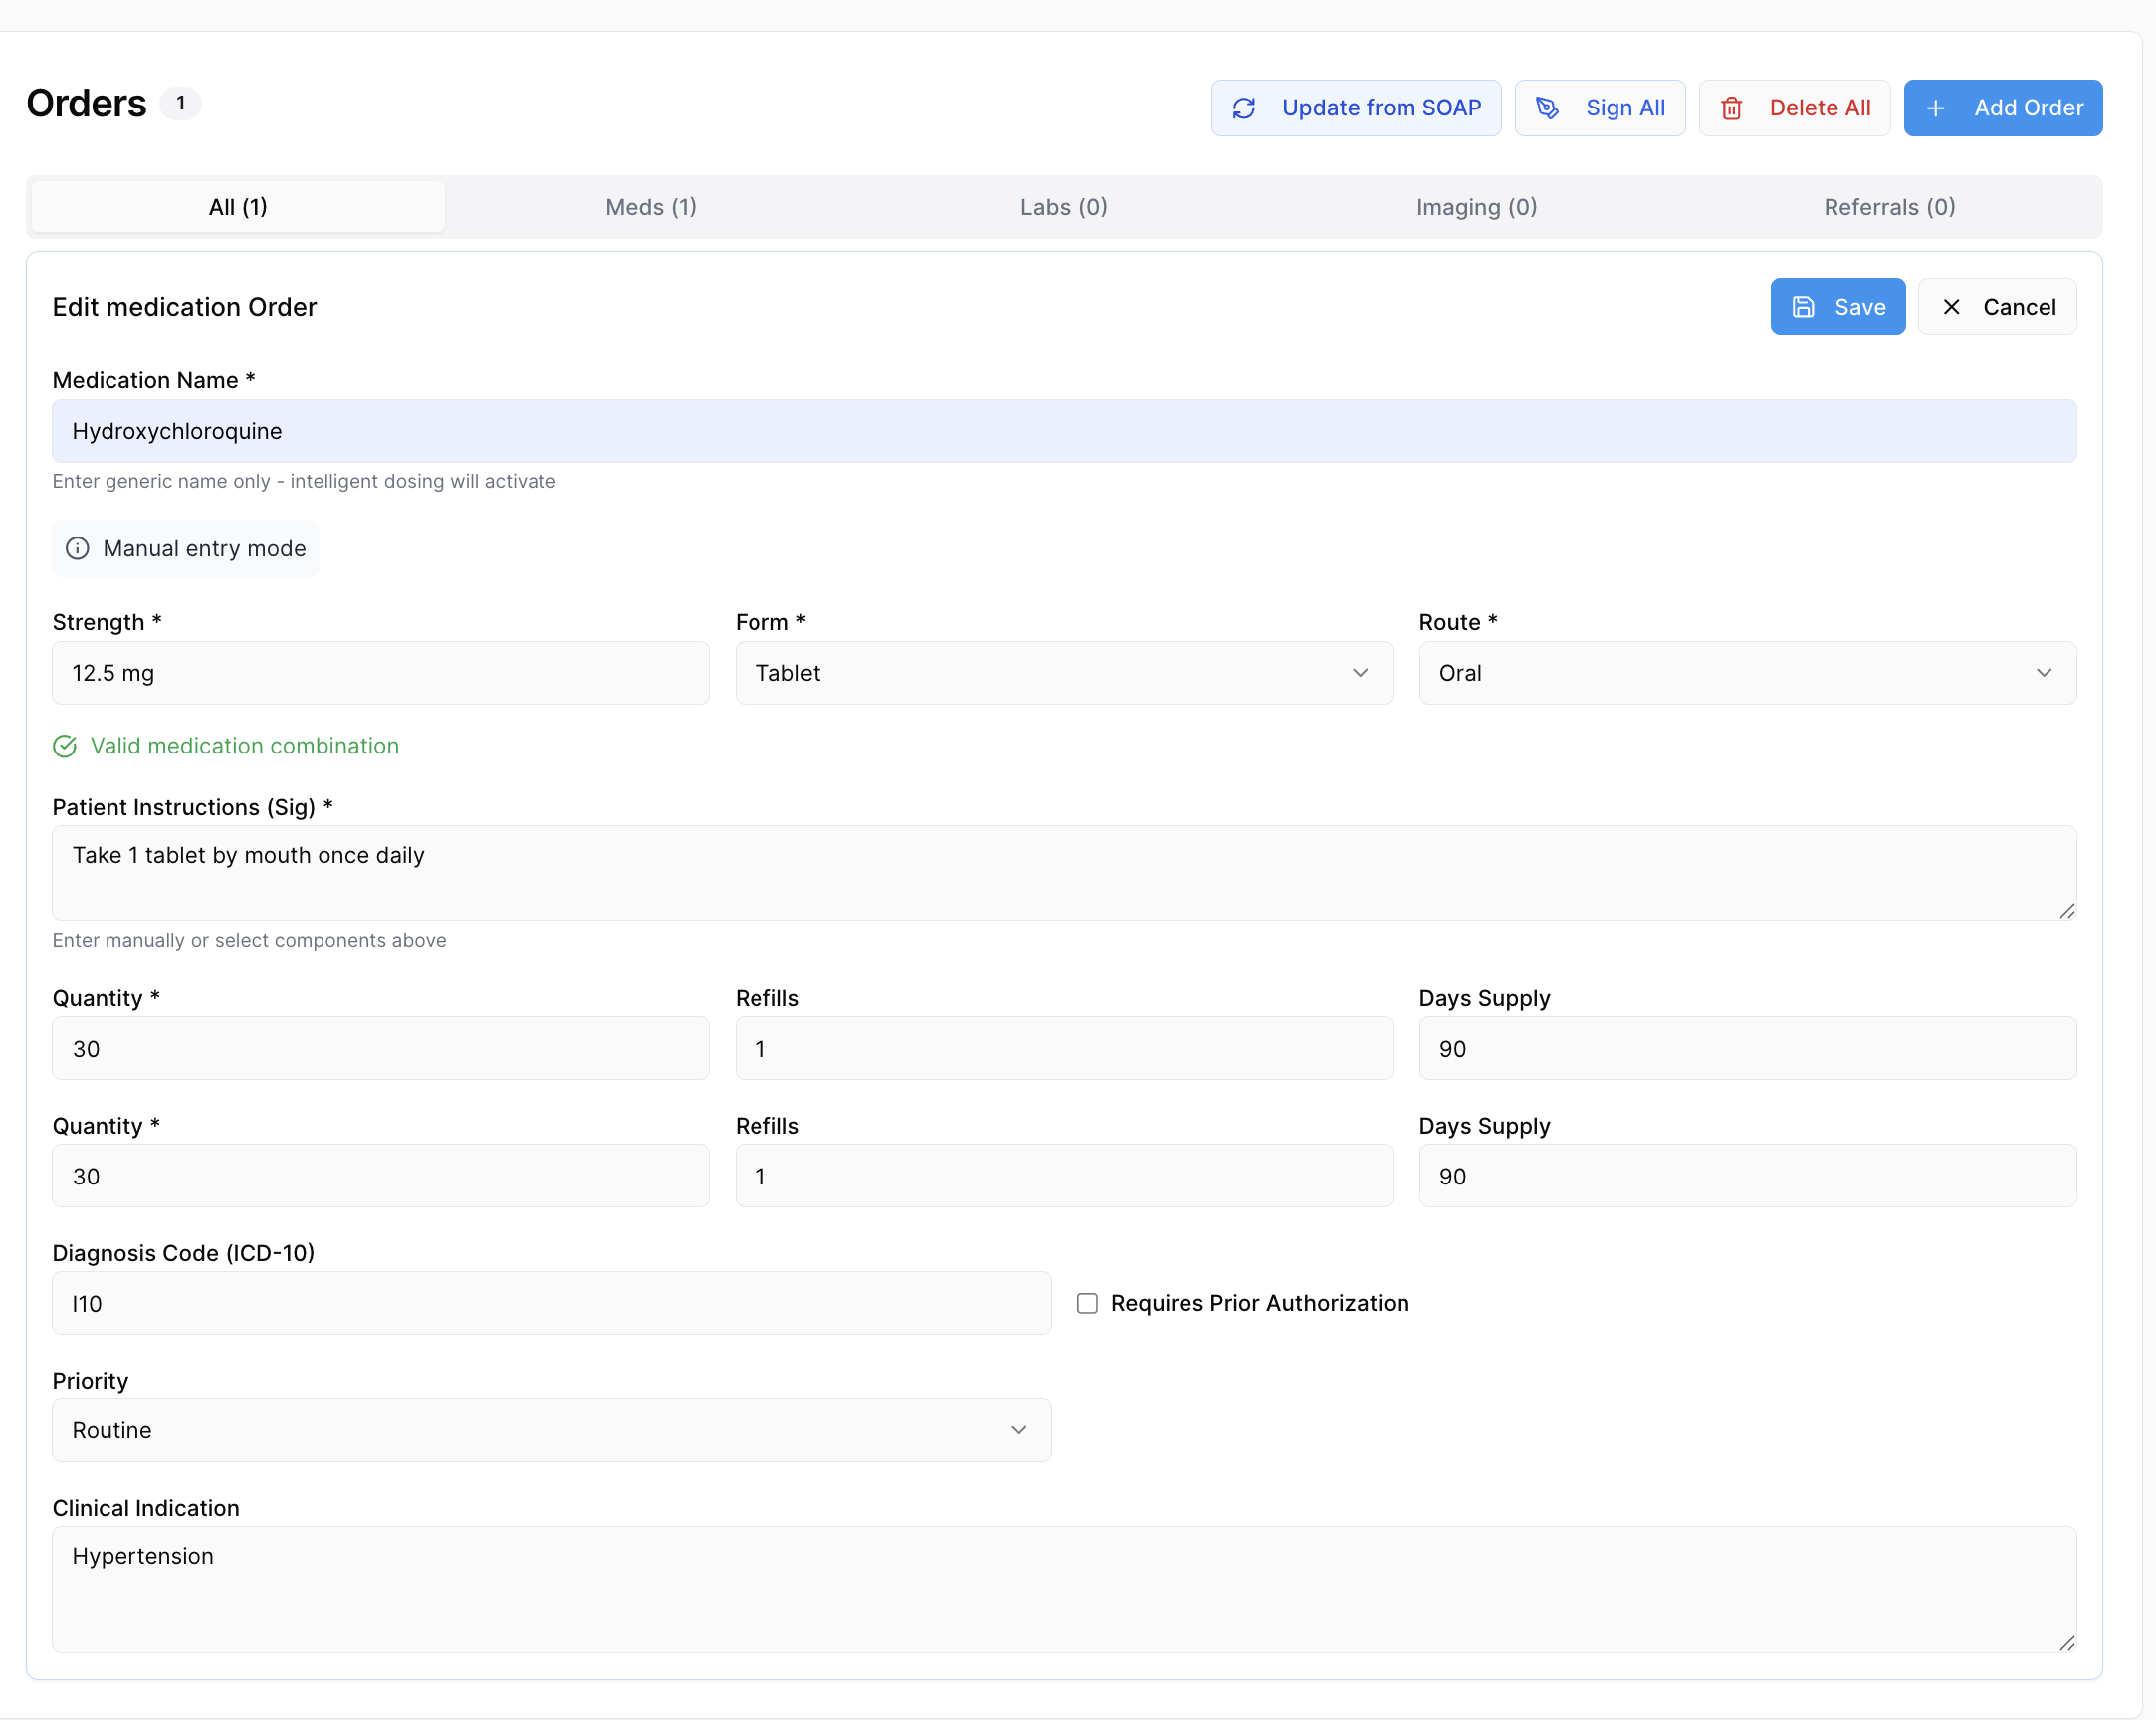 Orders 1
Update from SOAP Sign All Delete All + Add Order
All (1) Meds (1) Labs (0) Imaging (0) Referrals (0)
Edit medication Order Save Cancel
Medication Name *
Hydroxychloroquine
Enter generic name only - intelligent dosing will activate
Manual entry mode
Strength * Form * Route *
12.5 mg Tablet Oral
Valid medication combination
Patient Instructions (Sig) *
Take 1 tablet by mouth once daily
Enter manually or select components above
Quantity * Refills Days Supply
30 1 90
Quantity * Refills Days Supply
30 1 90
Diagnosis Code (ICD-10)
I10 Requires Prior Authorization
Priority
Routine
Clinical Indication
Hypertension